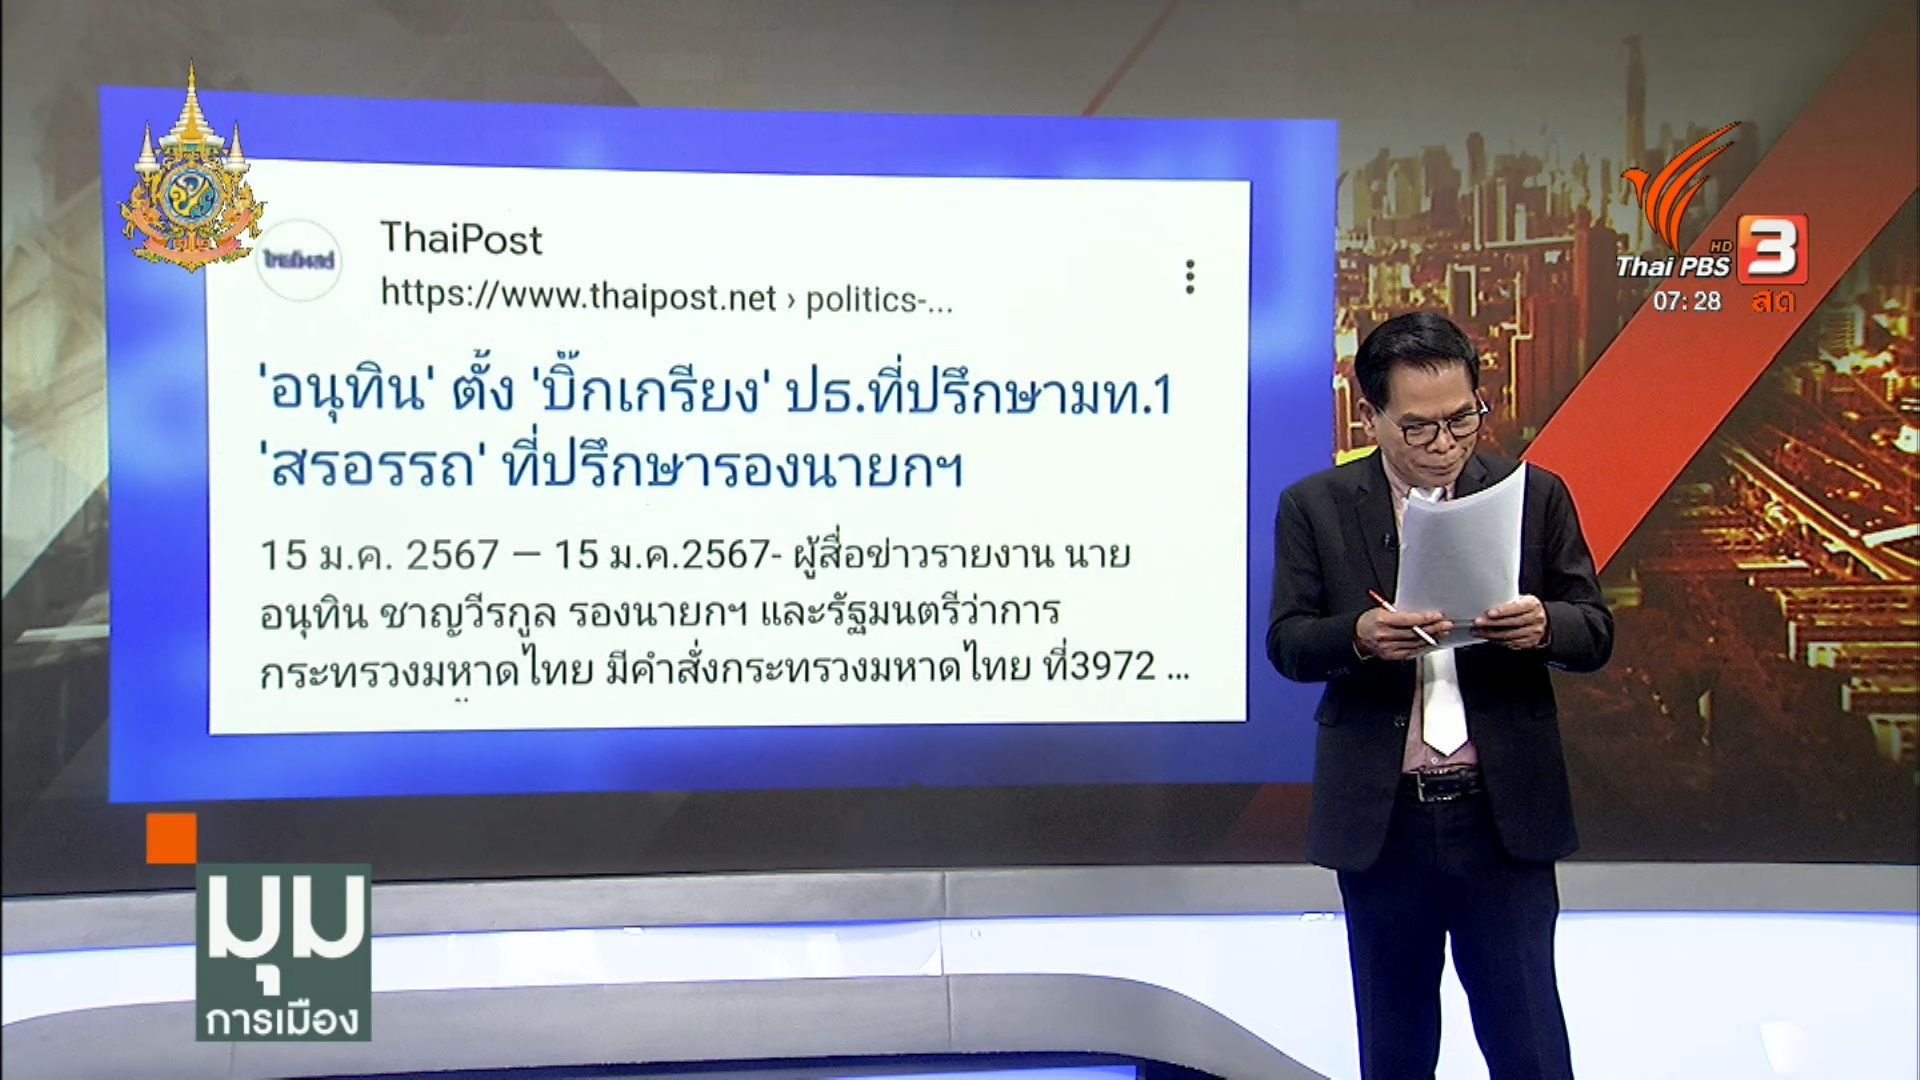 ThaiPost
https://www.thaipost.net › politics-...
'อนุทิน' ตั้ง 'บิ๊กเกรียง' ปธ.ที่ปรึกษามท.1
'สรอรรถ' ที่ปรึกษารองนายกฯ
15 ม.ค. 2567 — 15 ม.ค.2567- ผู้สื่อข่าวรายงาน นาย
อนุทิน ชาญวีรกูล รองนายกฯ และรัฐมนตรีว่าการ
กระทรวงมหาดไทย มีคำสั่งกระทรวงมหาดไทย ที่3972 ...
HD
Thai PBS 3
07:28 สด
มุม
การเมือง